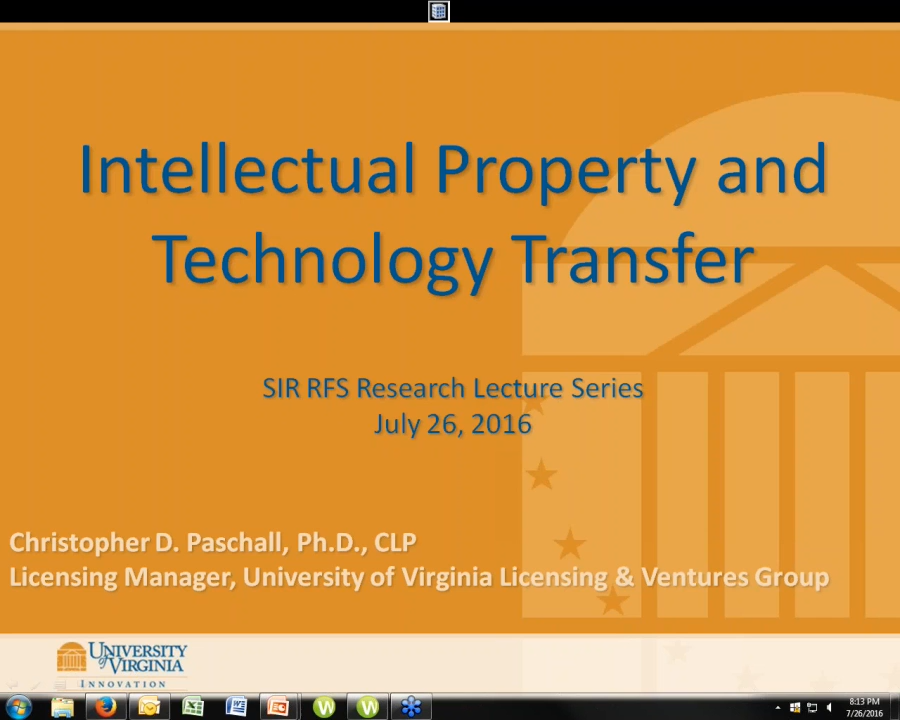 Intellectual Property and
Technology Transfer
SIR RFS Research Lecture Series
July 26, 2016
Christopher D. Paschall, Ph.D., CLP
Licensing Manager, University of Virginia Licensing & Ventures Group
UNIVERSITY
of VIRGINIA
INNOVATION
8:13 PM
7/26/2016